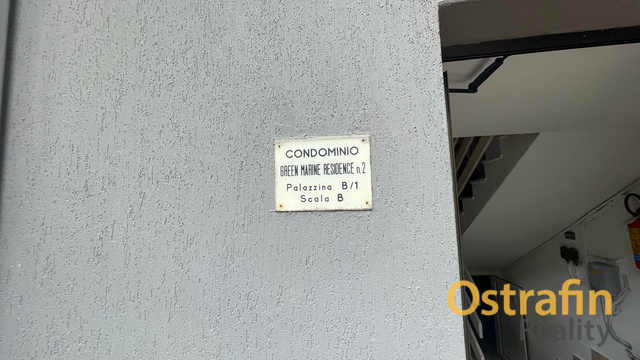 CONDOMINIO
GREEN MARINE RESIDENCE n.2
Palazzina B/1
Scala B
Ostrafin
Reality